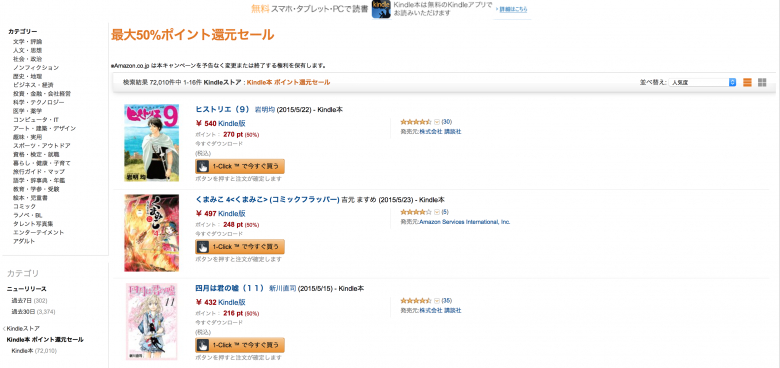 無料 スマホ・タブレット・PCで読書
Kindle本は無料のKindleアプリで
お読みいただけます
詳細はこちら
カテゴリー
文学・評論
人文・思想
社会・政治
ノンフィクション
歴史・地理
ビジネス・経済
投資・金融・会社経営
科学・テクノロジー
医学・薬学
コンピュータ・IT
アート・建築・デザイン
趣味・実用
スポーツ・アウトドア
資格・検定・就職
暮らし・健康・子育て
旅行ガイド・マップ
語学・辞事典・年鑑
教育・学参・受験
絵本・児童書
コミック
ラノベ・BL
タレント写真集
エンターテイメント
アダルト
カテゴリ
ニューリリース
過去7日 (302)
過去30日 (3,374)
‹ Kindleストア
Kindle本 ポイント還元セール
Kindle本 (72,010)
最大50%ポイント還元セール
※Amazon.co.jp は本キャンペーンを予告なく変更または終了する権利を保有します。
検索結果 72,010件中 1-16件 Kindleストア : Kindle本 ポイント還元セール
並べ替え: 人気度
ヒストリエ 9
岩明 均
ヒストリエ（９） 岩明均 (2015/5/22) - Kindle本
￥ 540 Kindle版
ポイント： 270 pt (50%)
今すぐダウンロード
(税込)
1-Click ™ で今すぐ買う
ボタンを押すと注文が確定します
(30)
発売元:株式会社 講談社
くまみこ
くまみこ 4<くまみこ> (コミックフラッパー) 吉元 ますめ (2015/5/23) - Kindle本
￥ 497 Kindle版
ポイント： 248 pt (50%)
今すぐダウンロード
1-Click ™ で今すぐ買う
ボタンを押すと注文が確定します
(5)
発売元:Amazon Services International, Inc.
四月は君の嘘
11
新川直司
四月は君の嘘（１１） 新川直司 (2015/5/15) - Kindle本
￥ 432 Kindle版
ポイント： 216 pt (50%)
今すぐダウンロード
(税込)
1-Click ™ で今すぐ買う
ボタンを押すと注文が確定します
(35)
発売元:株式会社 講談社